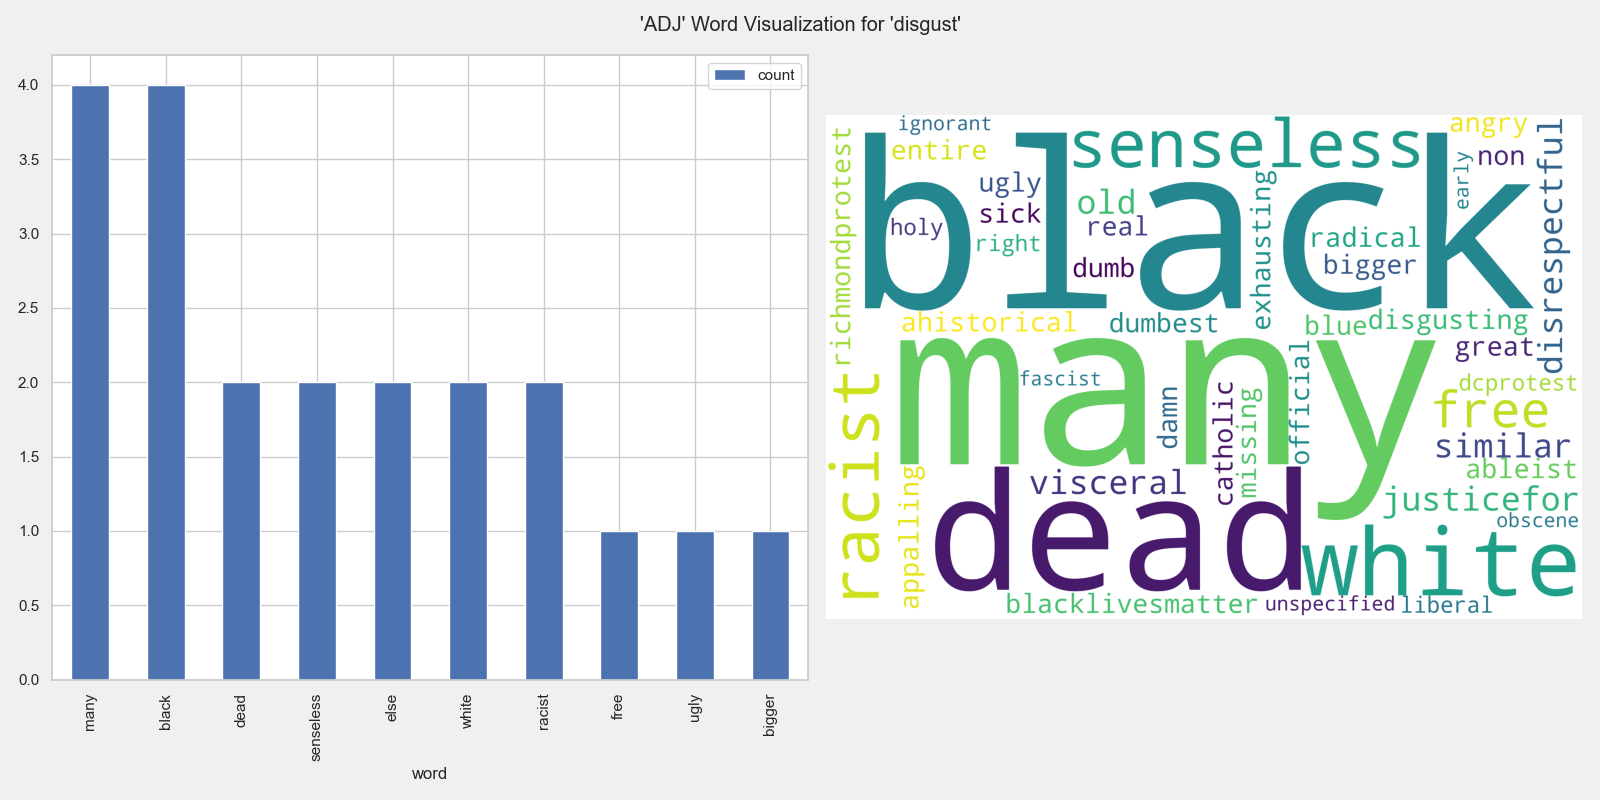 'ADJ' Word Visualization for 'disgust'
count
4.0
3.5
3.0
2.5
2.0
1.5
1.0
0.5
0.0
many
black
dead
senseless
else
white
racist
free
ugly
bigger
word
ignorant
senseless
angry
entire
black
non
early
disrespectful
richmondprotest
ugly
sick
old
holy
real
right
exhausting
radical
dumb
bigger
ahistorical
dumbest
blue
disgusting
many
great
fascist
official
dcprotest
racist
damn
catholic
missing
free
similar
appalling
dead
visceral
ableist
justicefor
obscene
white
blacklivesmatter
unspecified
liberal